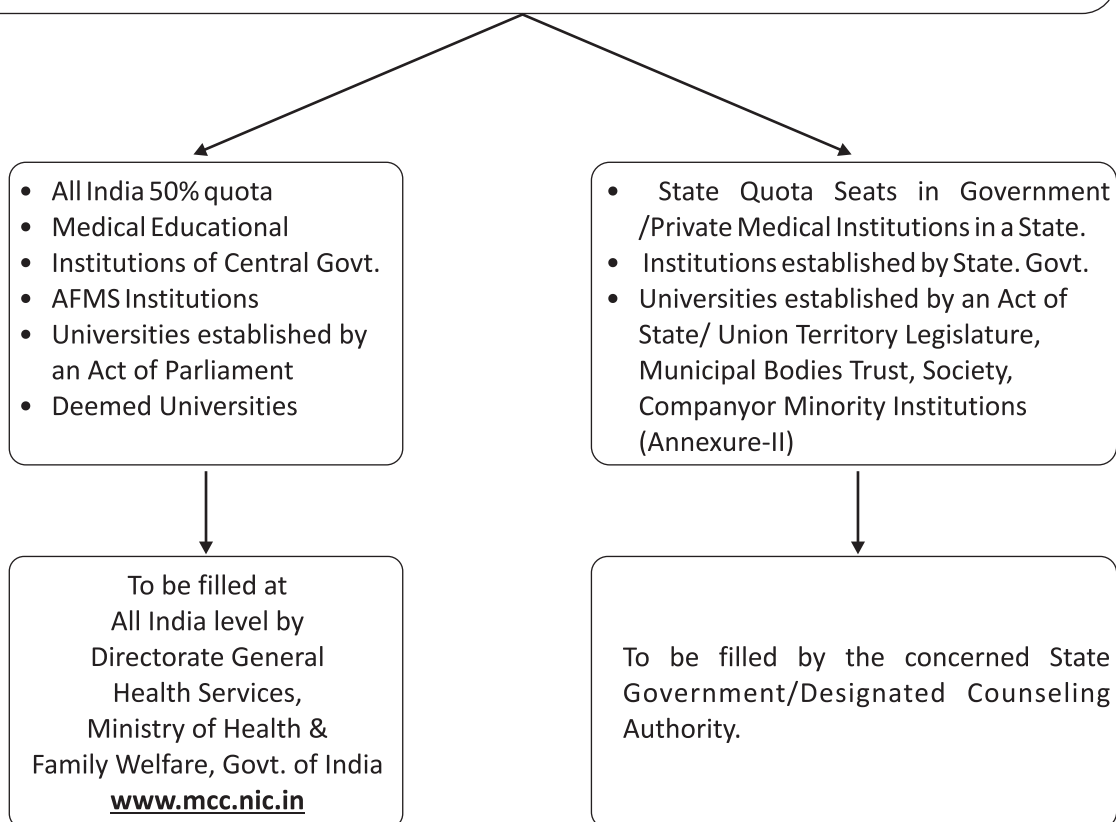 • All India 50% quota
• Medical Educational
• Institutions of Central Govt.
• AFMS Institutions
• Universities established by
an Act of Parliament
• Deemed Universities
• State Quota Seats in Government
/Private Medical Institutions in a State.
• Institutions established by State. Govt.
• Universities established by an Act of
State/ Union Territory Legislature,
Municipal Bodies Trust, Society,
Companyor Minority Institutions
(Annexure-II)
To be filled at
All India level by
Directorate General
Health Services,
Ministry of Health &
Family Welfare, Govt. of India
www.mcc.nic.in
To be filled by the concerned State
Government/Designated Counseling
Authority.